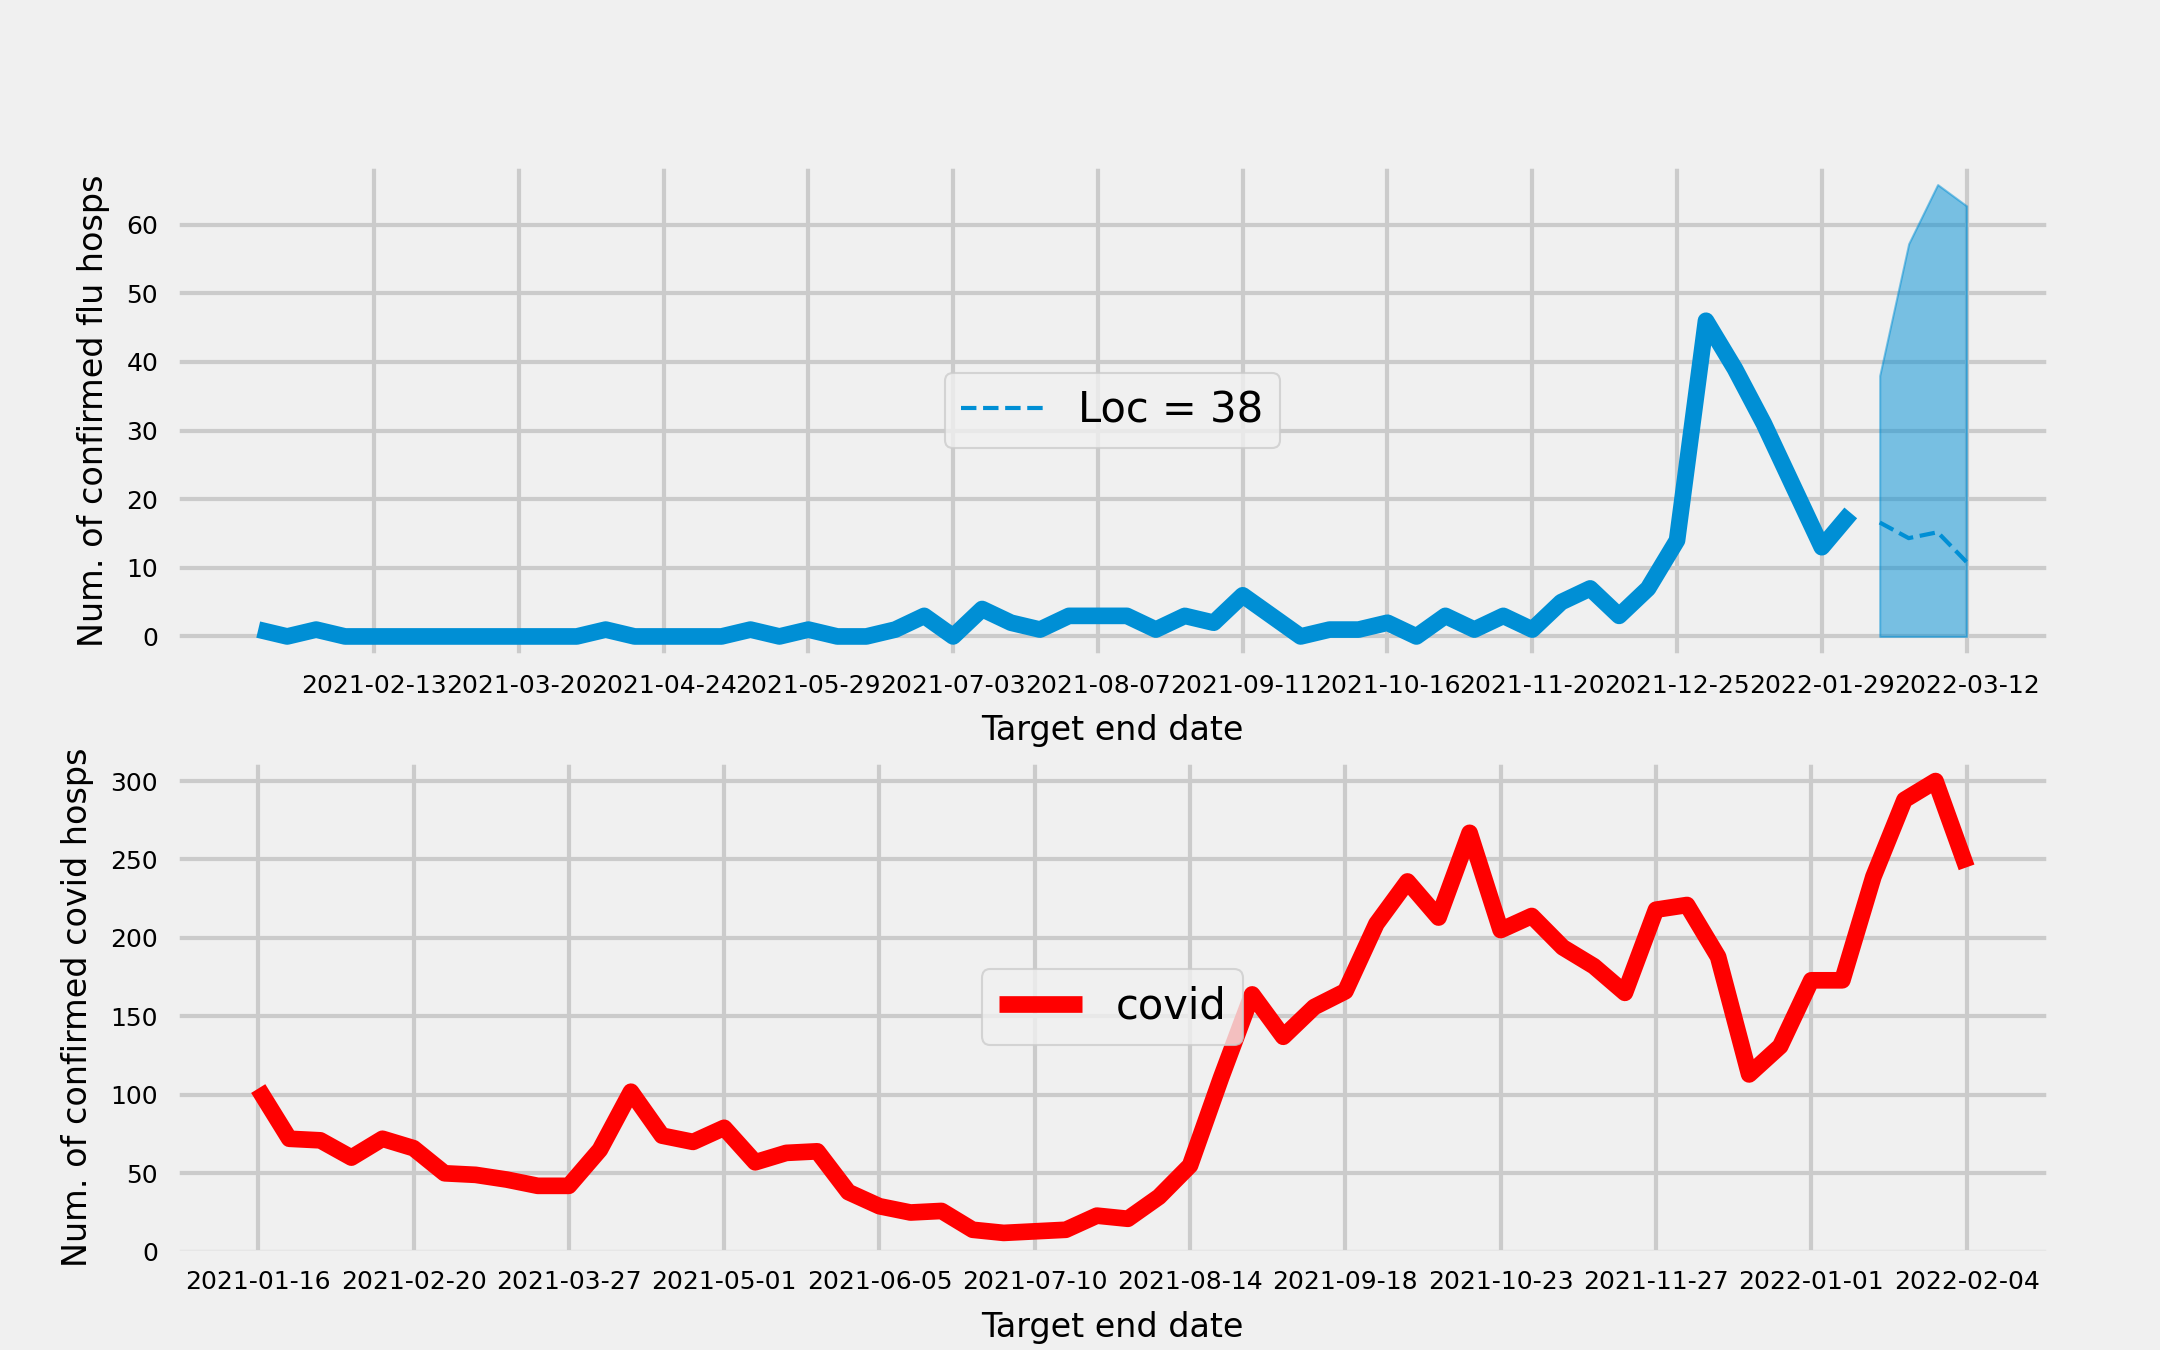 Num. of confirmed flu hosps
60
50
40
30
20
10
0
Loc = 38
2021-02-13 2021-03-20 2021-04-24 2021-05-29 2021-07-03 2021-08-07 2021-09-11 2021-10-16 2021-11-20 2021-12-25 2022-01-29 2022-03-12
Target end date
Num. of confirmed covid hosps
300
250
200
150
100
50
0
covid
2021-01-16 2021-02-20 2021-03-27 2021-05-01 2021-06-05 2021-07-10 2021-08-14 2021-09-18 2021-10-23 2021-11-27 2022-01-01 2022-02-04
Target end date